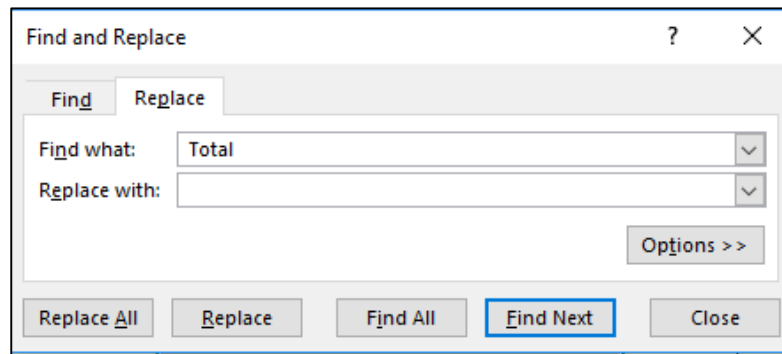 Find and Replace ?
Find Replace
Find what: Total
Replace with:
Options >>
Replace All Replace Find All Find Next Close